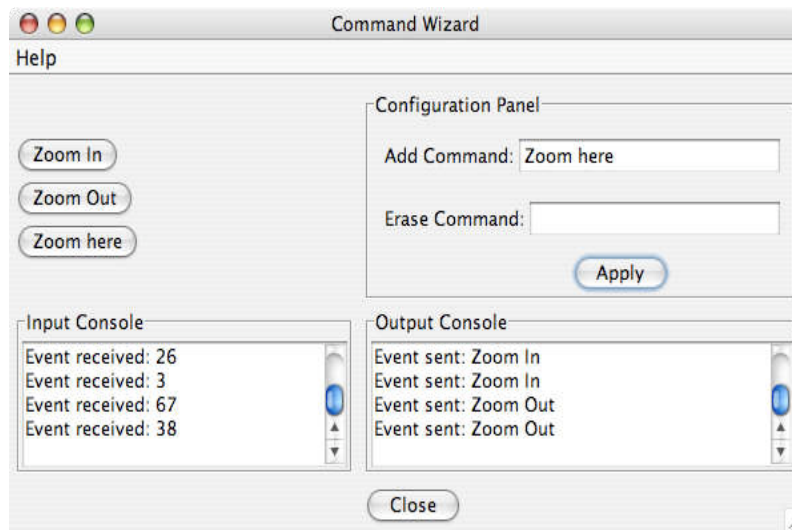 Command Wizard
Help
Zoom In
Zoom Out
Zoom here
Configuration Panel
Add Command: Zoom here
Erase Command:
Apply
Input Console
Event received: 26
Event received: 3
Event received: 67
Event received: 38
Output Console
Event sent: Zoom In
Event sent: Zoom In
Event sent: Zoom Out
Event sent: Zoom Out
Close